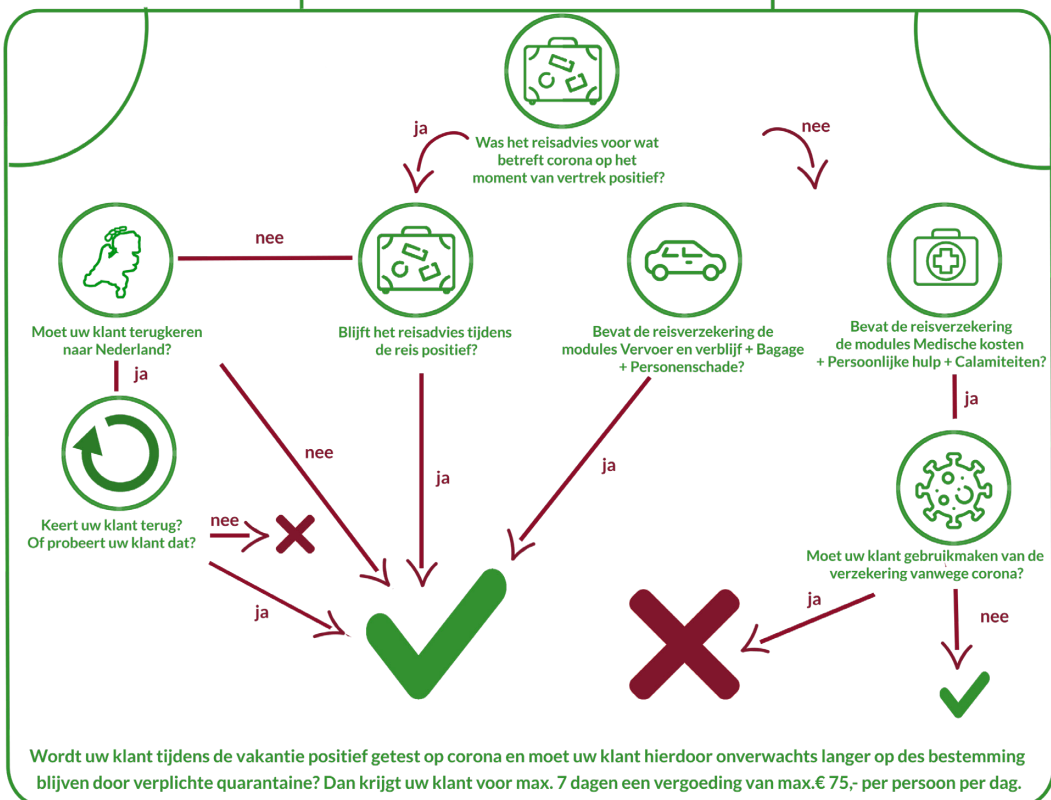 Was het reisadvies voor wat
betreft corona op het
moment van vertrek positief?
ja
nee
Moet uw klant terugkeren
naar Nederland?
nee
Blijft het reisadvies tijdens
de reis positief?
Bevat de reisverzekering de
modules Vervoer en verblijf + Bagage
+ Personenschade?
Bevat de reisverzekering
de modules Medische kosten
+ Persoonlijke hulp + Calamiteiten?
ja
nee
ja
ja
ja
Keert uw klant terug?
Of probeert uw klant dat?
nee
ja
Moet uw klant gebruikmaken van de
verzekering vanwege corona?
ja
nee
Wordt uw klant tijdens de vakantie positief getest op corona en moet uw klant hierdoor onverwachts langer op des bestemming
blijven door verplichte quarantaine? Dan krijgt uw klant voor max. 7 dagen een vergoeding van max.€ 75,- per persoon per dag.